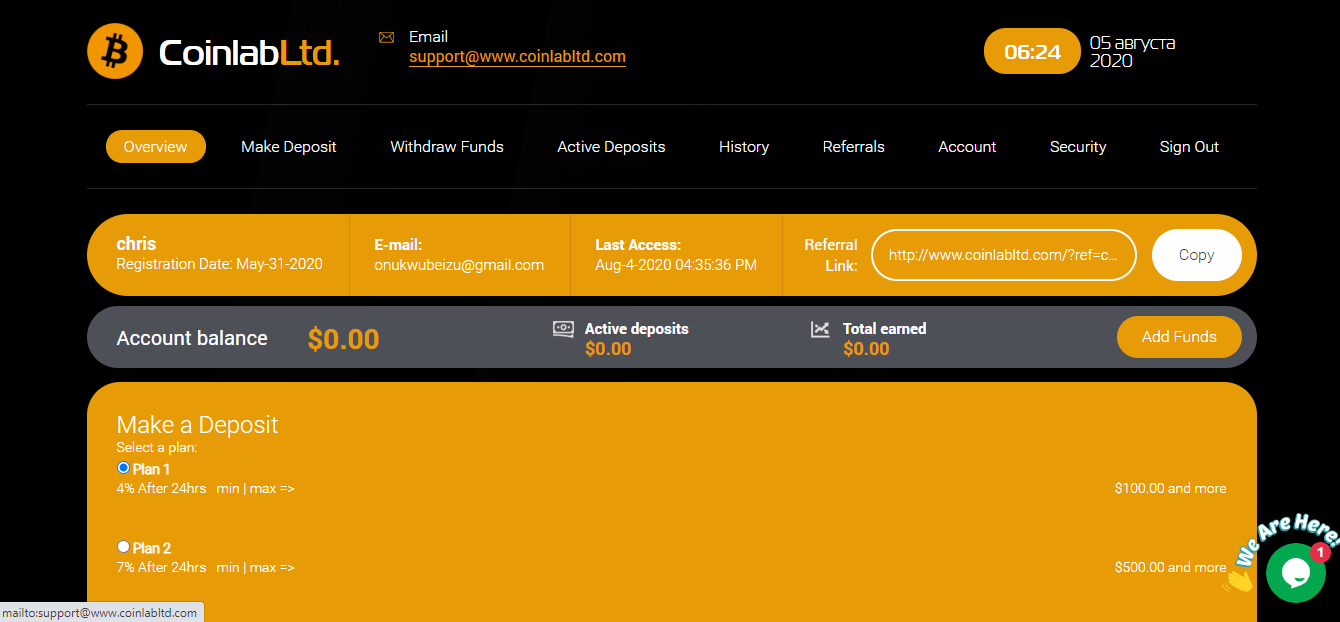 CoinlabLtd.
Email
support@www.coinlabltd.com
06:24
05 августа
2020
Overview
Make Deposit
Withdraw Funds
Active Deposits
History
Referrals
Account
Security
Sign Out
chris
Registration Date: May-31-2020
E-mail:
onukwubeizu@gmail.com
Last Access:
Aug-4-2020 04:35:36 PM
Referral
Link:
http://www.coinlabltd.com/?ref=c...
Copy
Account balance
$0.00
Active deposits
$0.00
Total earned
$0.00
Add Funds
Make a Deposit
Select a plan:
Plan 1
4% After 24hrs min | max =>
$100.00 and more
Plan 2
7% After 24hrs min | max =>
$500.00 and more
We Are Here!
1
mailto:support@www.coinlabltd.com